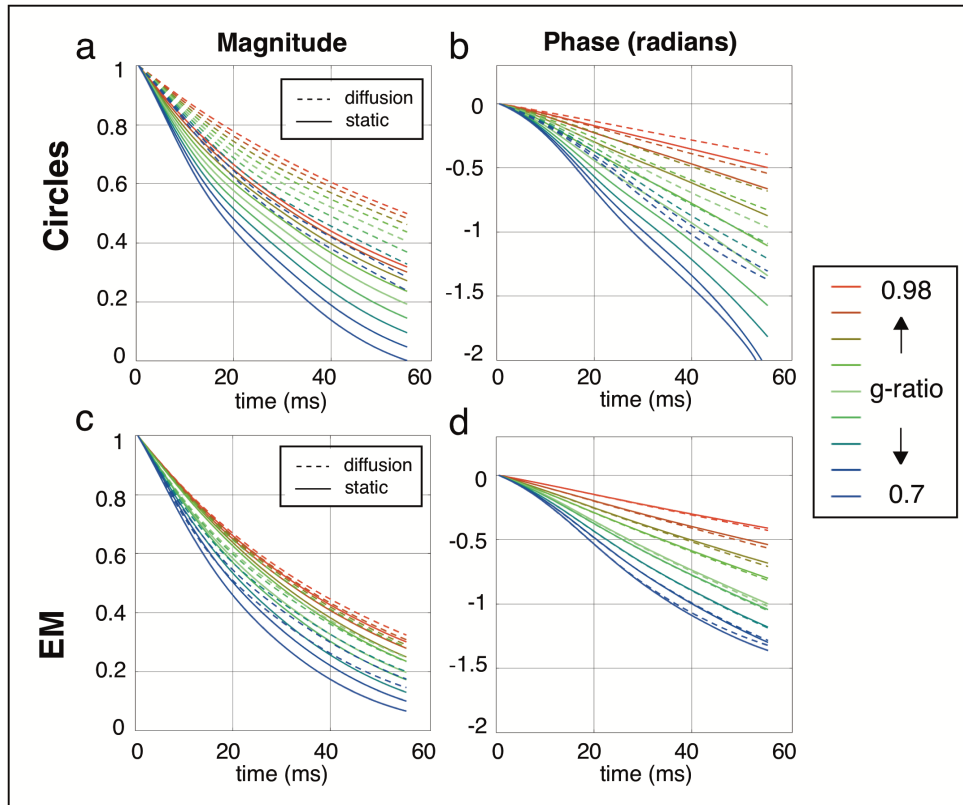 a
Magnitude
b
Phase (radians)
Circles
1
0.8
0.6
0.4
0.2
0
diffusion
static
0
20
40
60
time (ms)
0
-0.5
-1
-1.5
-2
0
20
40
60
time (ms)
0.98
g-ratio
0.7
c
d
EM
1
0.8
0.6
0.4
0.2
0
diffusion
static
0
20
40
60
time (ms)
0
-0.5
-1
-1.5
-2
0
20
40
60
time (ms)